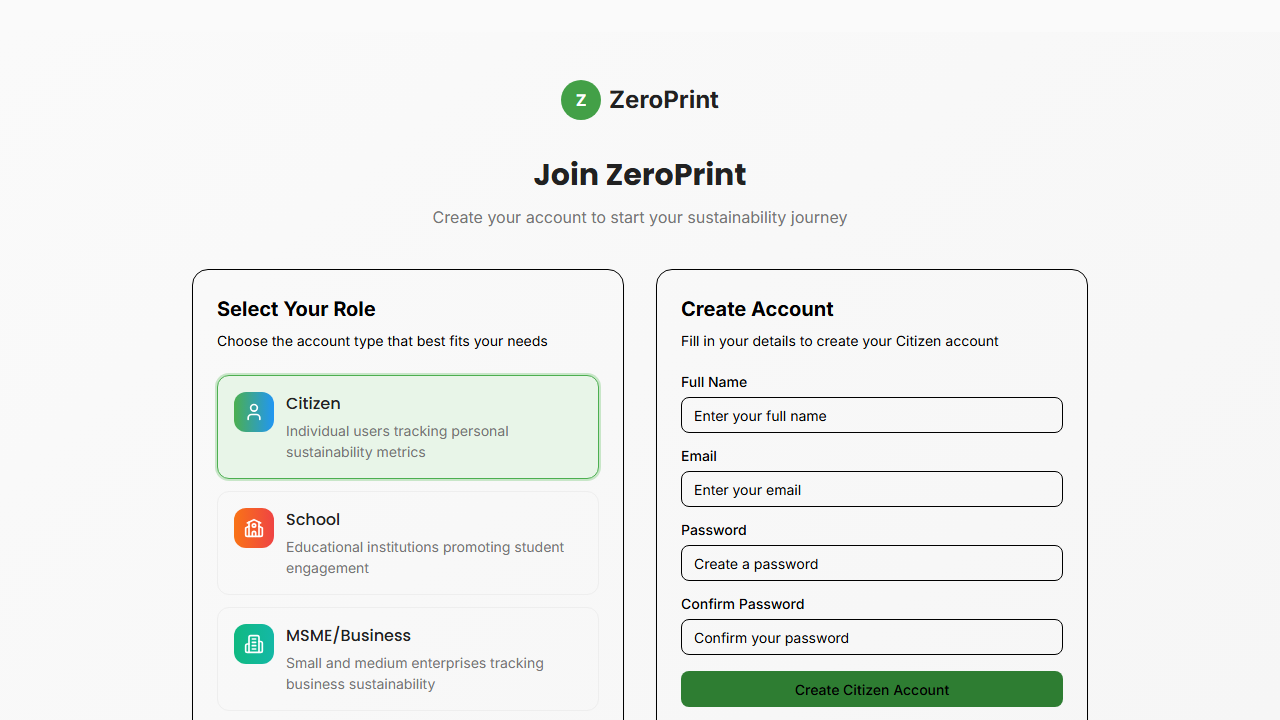 Z ZeroPrint
Join ZeroPrint
Create your account to start your sustainability journey
Select Your Role
Choose the account type that best fits your needs
Citizen
Individual users tracking personal
sustainability metrics
School
Educational institutions promoting student
engagement
MSME/Business
Small and medium enterprises tracking
business sustainability
Create Account
Fill in your details to create your Citizen account
Full Name
Enter your full name
Email
Enter your email
Password
Create a password
Confirm Password
Confirm your password
Create Citizen Account